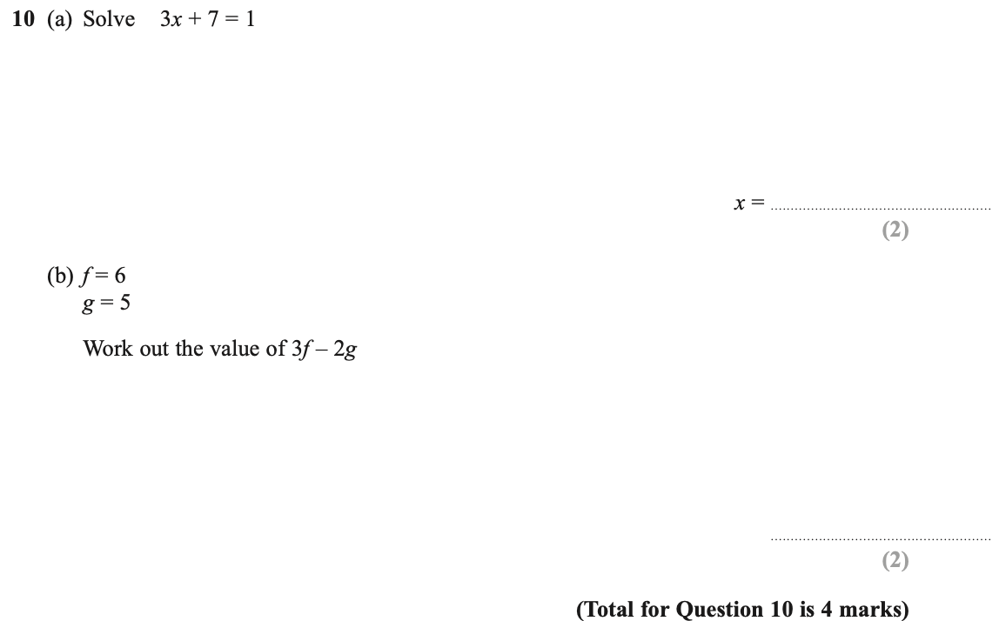 10 (a) Solve 3x + 7 = 1
x = ........................................................
(2)
(b) f = 6
g = 5
Work out the value of 3f – 2g
........................................................
(2)
(Total for Question 10 is 4 marks)